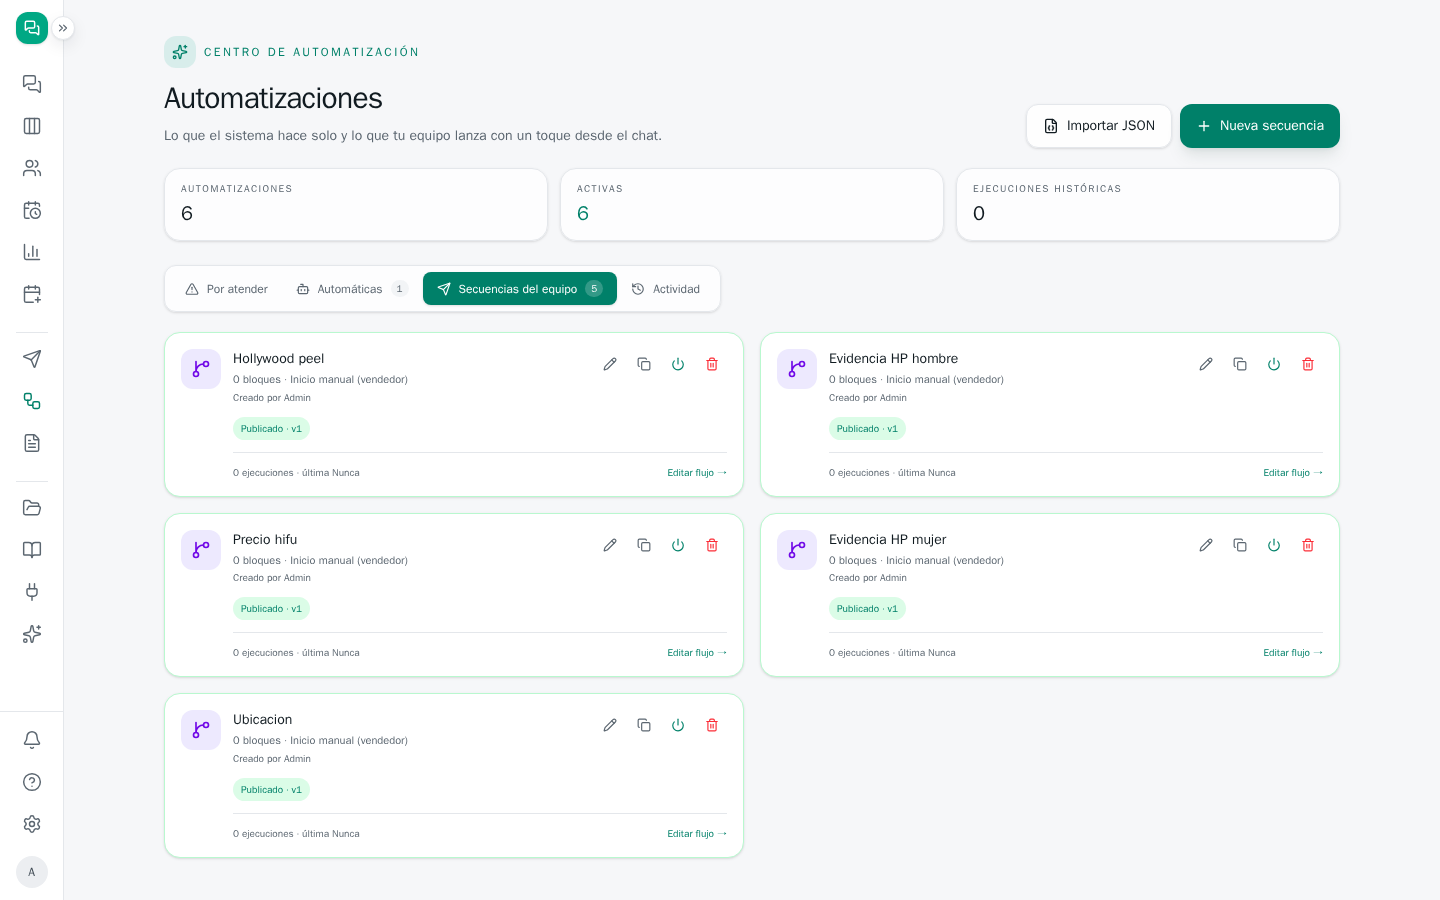 CENTRO DE AUTOMATIZACIÓN
Automatizaciones
Lo que el sistema hace solo y lo que tu equipo lanza con un toque desde el chat.
Importar JSON
Nueva secuencia
AUTOMATIZACIONES
6
ACTIVAS
6
EJECUCIONES HISTÓRICAS
0
Por atender
Automáticas 1
Secuencias del equipo 5
Actividad
Hollywood peel
0 bloques · Inicio manual (vendedor)
Creado por Admin
Publicado · v1
0 ejecuciones · última Nunca
Editar flujo →
Evidencia HP hombre
0 bloques · Inicio manual (vendedor)
Creado por Admin
Publicado · v1
0 ejecuciones · última Nunca
Editar flujo →
Precio hifu
0 bloques · Inicio manual (vendedor)
Creado por Admin
Publicado · v1
0 ejecuciones · última Nunca
Editar flujo →
Evidencia HP mujer
0 bloques · Inicio manual (vendedor)
Creado por Admin
Publicado · v1
0 ejecuciones · última Nunca
Editar flujo →
Ubicacion
0 bloques · Inicio manual (vendedor)
Creado por Admin
Publicado · v1
0 ejecuciones · última Nunca
Editar flujo →
A